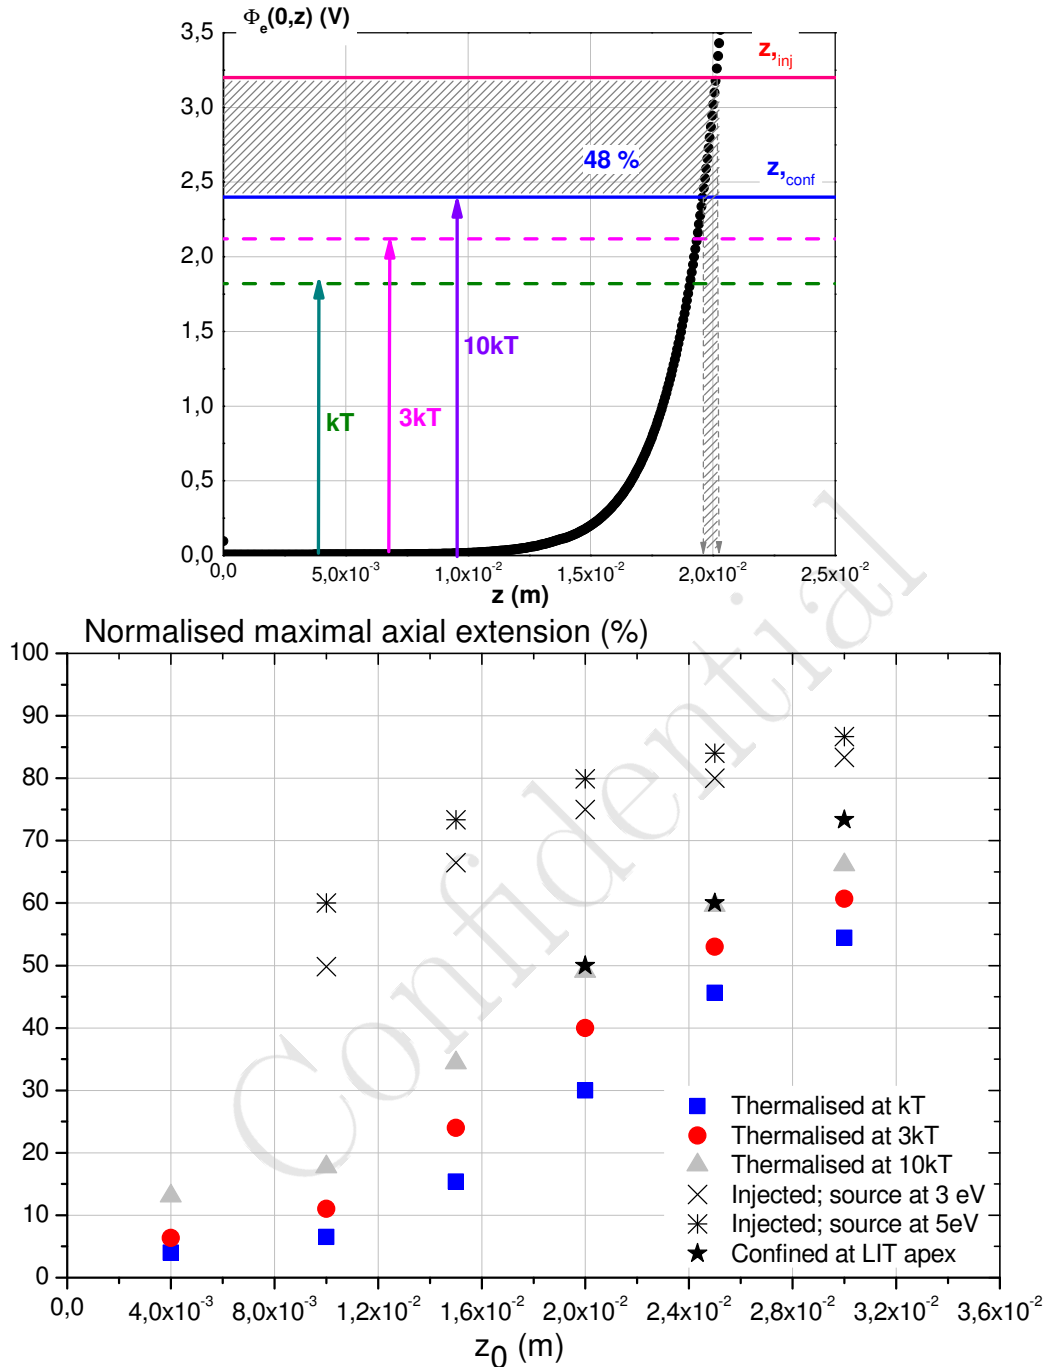 Φe(0,z) (V)
3,5
3,0
2,5
2,0
1,5
1,0
0,5
0,0
z,inj
48 %
z,conf
10kT
3kT
kT
0,0 5,0x10⁻³ 1,0x10⁻² 1,5x10⁻² 2,0x10⁻² 2,5x10⁻²
z (m)
Confidential
Normalised maximal axial extension (%)
100
90
80
70
60
50
40
30
20
10
0
Thermalised at kT
Thermalised at 3kT
Thermalised at 10kT
Injected; source at 3 eV
Injected; source at 5eV
Confined at LIT apex
0,0 4,0x10⁻³ 8,0x10⁻³ 1,2x10⁻² 1,6x10⁻² 2,0x10⁻² 2,4x10⁻² 2,8x10⁻² 3,2x10⁻² 3,6x10⁻²
z₀ (m)